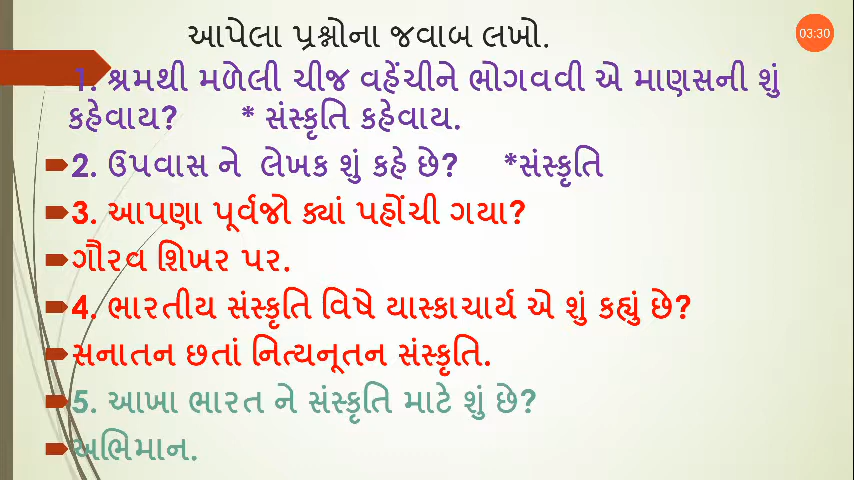 આપેલા પ્રશ્નોના જવાબ લખો.
03:30
1. શ્રમથી મળેલી ચીજ વહેંચીને ભોગવવી એ માણસની શું
કહેવાય? * સંસ્કૃતિ કહેવાય.
2. ઉપવાસ ને લેખક શું કહે છે? *સંસ્કૃતિ
3. આપણા પૂર્વજો ક્યાં પહોંચી ગયા?
ગૌરવ શિખર પર.
4. ભારતીય સંસ્કૃતિ વિષે યાસ્કાચાર્ય એ શું કહ્યું છે?
સનાતન છતાં નિત્યનૂતન સંસ્કૃતિ.
5. આખા ભારત ને સંસ્કૃતિ માટે શું છે?
અભિમાન.